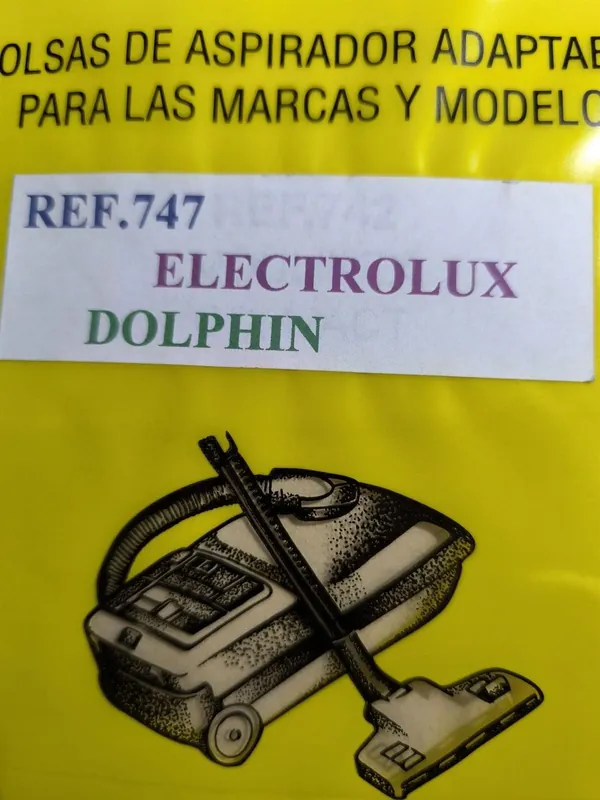 OLSAS DE ASPIRADOR ADAPTAB
PARA LAS MARCAS Y MODELO
REF.747
ELECTROLUX
DOLPHIN